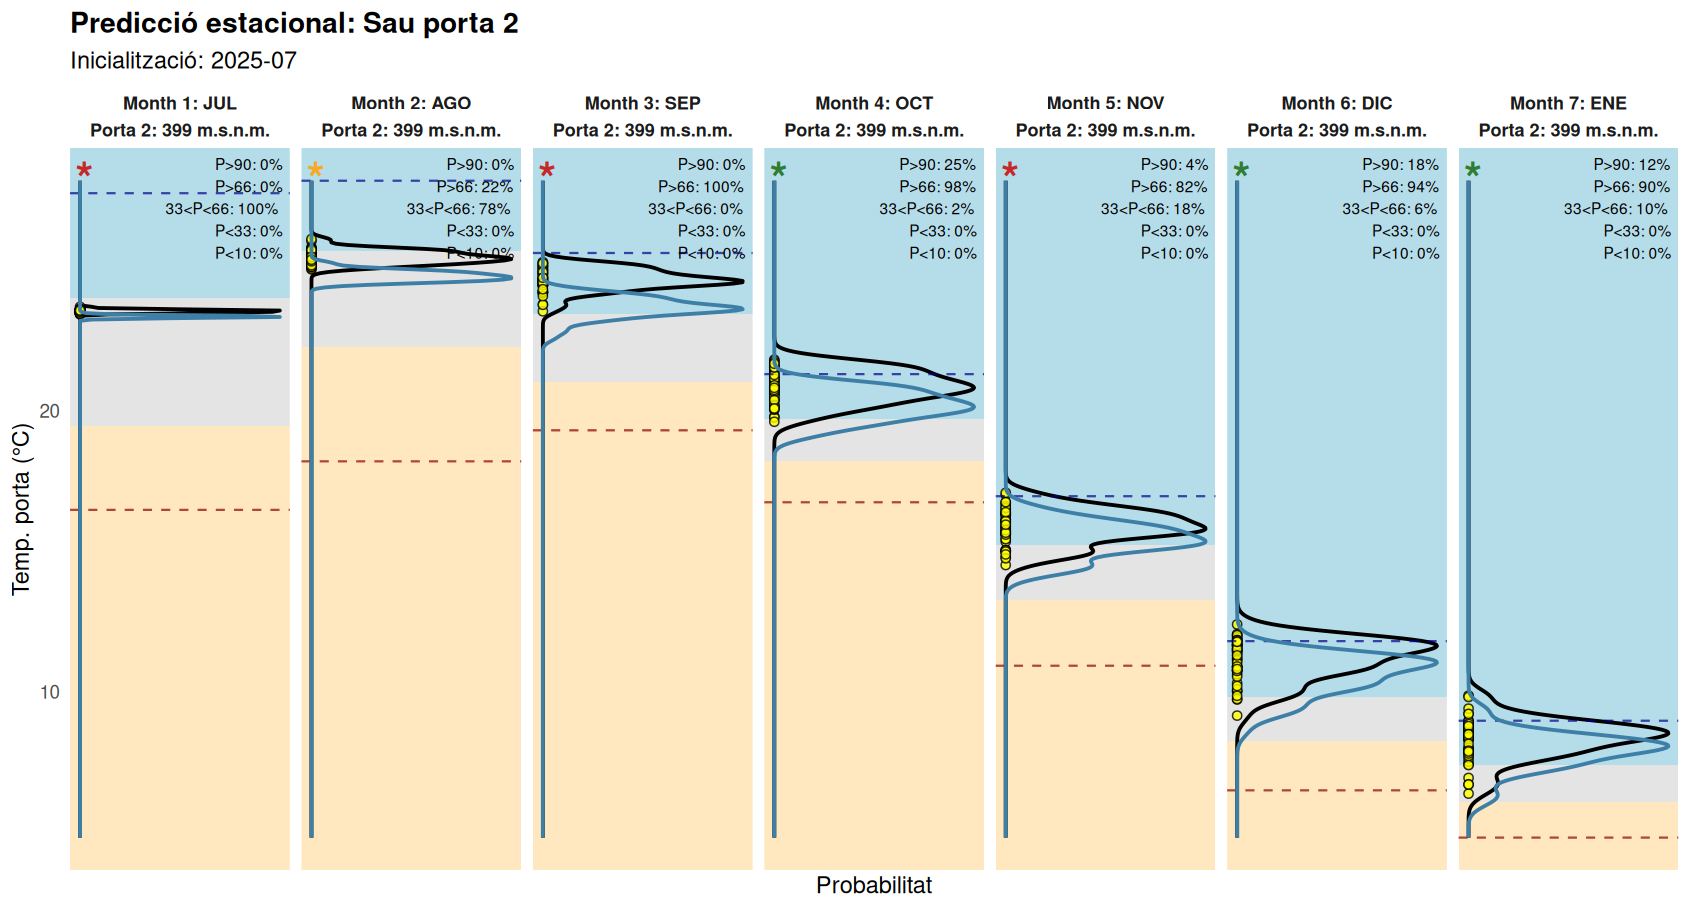 Predicció estacional: Sau porta 2
Inicialització: 2025-07
Month 1: JUL
Porta 2: 399 m.s.n.m.
Month 2: AGO
Porta 2: 399 m.s.n.m.
Month 3: SEP
Porta 2: 399 m.s.n.m.
Month 4: OCT
Porta 2: 399 m.s.n.m.
Month 5: NOV
Porta 2: 399 m.s.n.m.
Month 6: DIC
Porta 2: 399 m.s.n.m.
Month 7: ENE
Porta 2: 399 m.s.n.m.
*
P>90: 0%
P>66: 0%
33<P<66: 100%
P<33: 0%
P<10: 0%
*
P>90: 0%
P>66: 22%
33<P<66: 78%
P<33: 0%
P<10: 0%
*
P>90: 0%
P>66: 100%
33<P<66: 0%
P<33: 0%
P<10: 0%
*
P>90: 25%
P>66: 98%
33<P<66: 2%
P<33: 0%
P<10: 0%
*
P>90: 4%
P>66: 82%
33<P<66: 18%
P<33: 0%
P<10: 0%
*
P>90: 18%
P>66: 94%
33<P<66: 6%
P<33: 0%
P<10: 0%
*
P>90: 12%
P>66: 90%
33<P<66: 10%
P<33: 0%
P<10: 0%
Temp. porta (°C)
20
10
Probabilitat